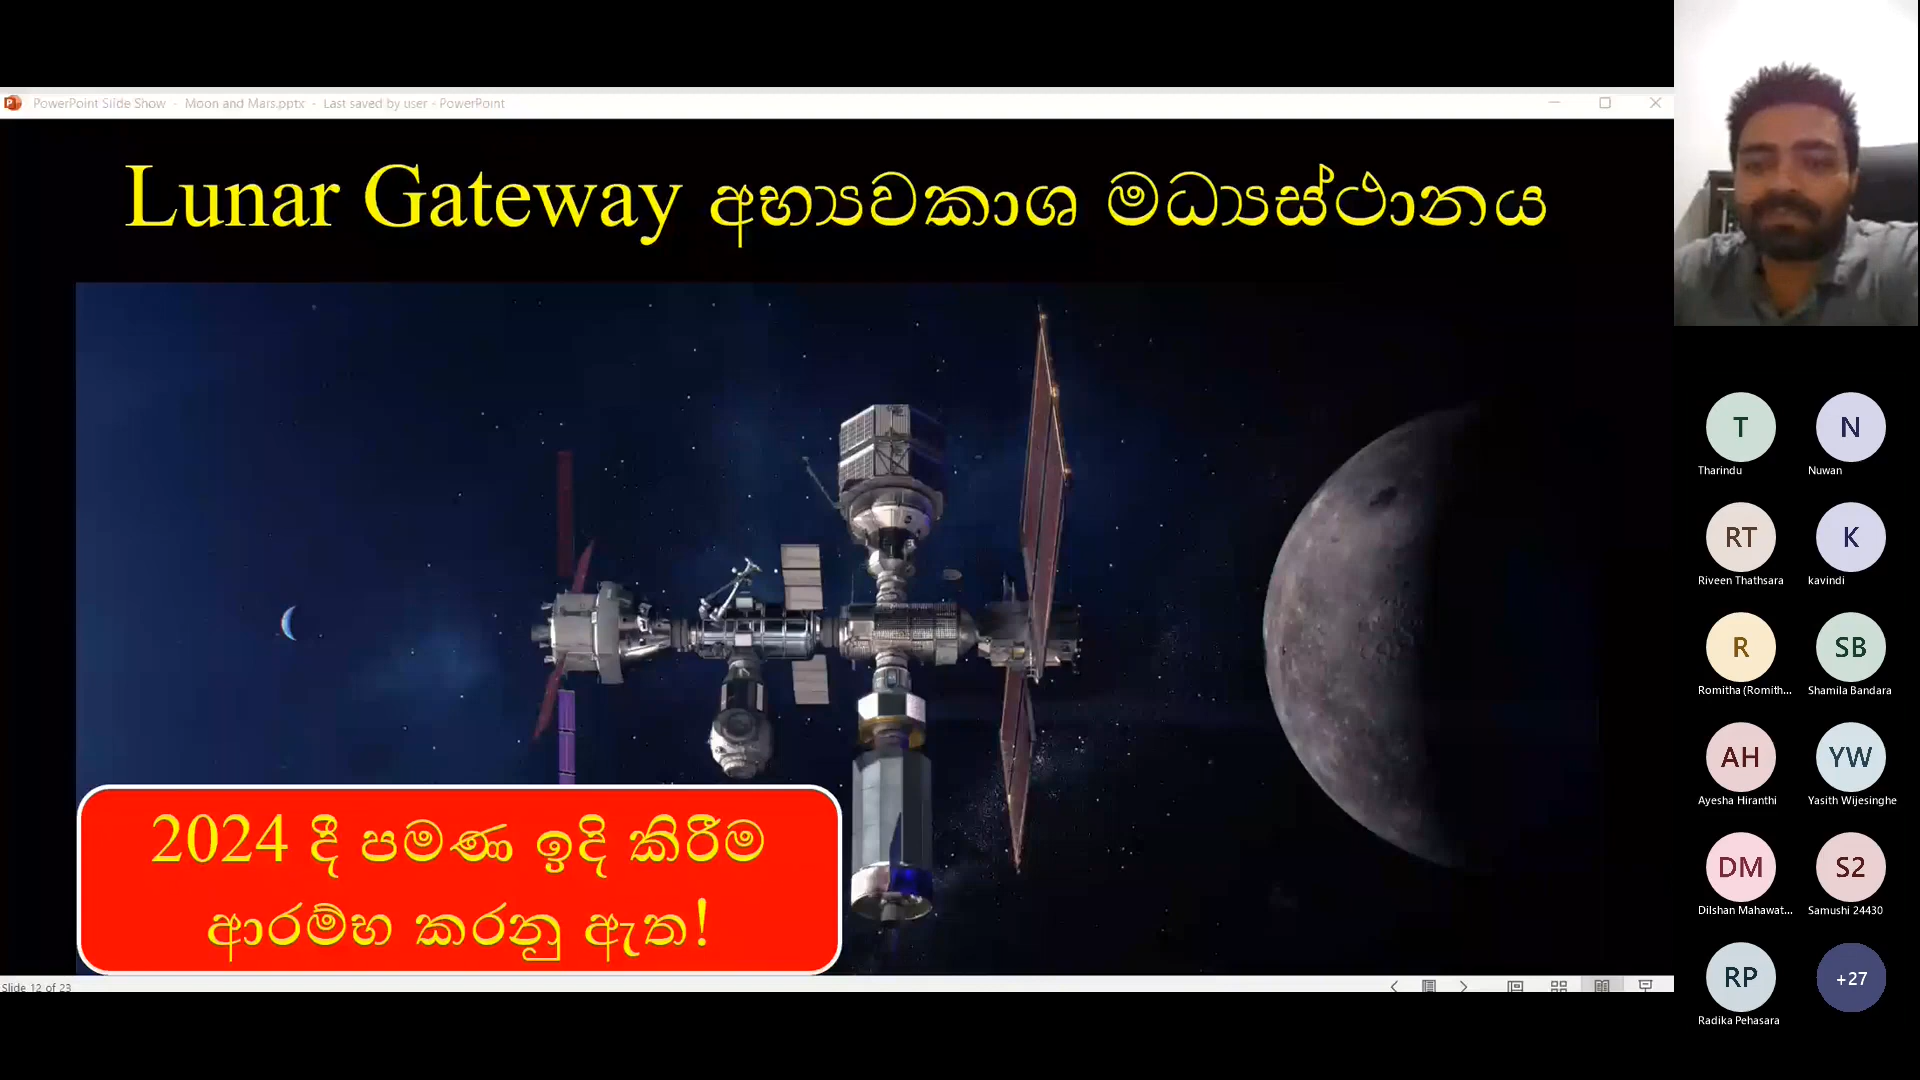 PowerPoint Slide Show - Moon and Mars.pptx - Last saved by user - PowerPoint
Lunar Gateway අභ්‍යවකාශ මධ්‍යස්ථානය
2024 දී පමණ ඉදි කිරීම
ආරම්භ කරනු ඇත!
Slide 12 of 23
T N
Tharindu Nuwan
RT K
Riveen Thathsara kavindi
R SB
Romitha (Romith... Shamila Bandara
AH YW
Ayesha Hiranthi Yasith Wijesinghe
DM S2
Dilshan Mahawat... Samushi 24430
RP +27
Radika Pehasara